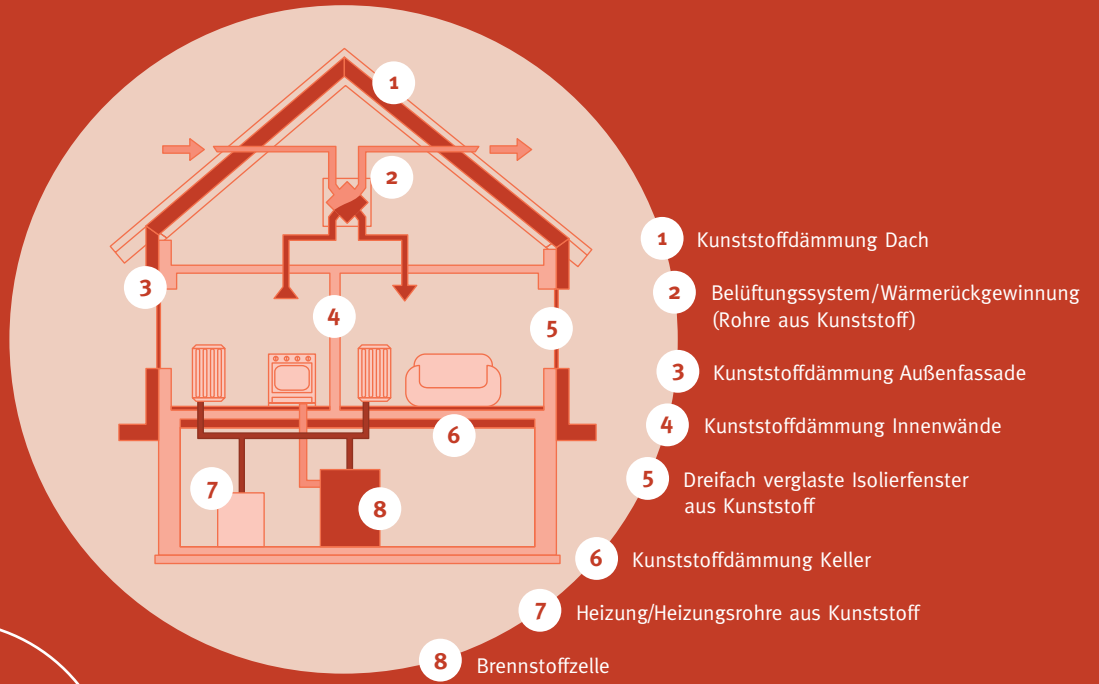 1
2
3
4
5
6
7
8
1 Kunststoffdämmung Dach
2 Belüftungssystem/Wärmerückgewinnung
(Rohre aus Kunststoff)
3 Kunststoffdämmung Außenfassade
4 Kunststoffdämmung Innenwände
5 Dreifach verglaste Isolierfenster
aus Kunststoff
6 Kunststoffdämmung Keller
7 Heizung/Heizungsrohre aus Kunststoff
8 Brennstoffzelle